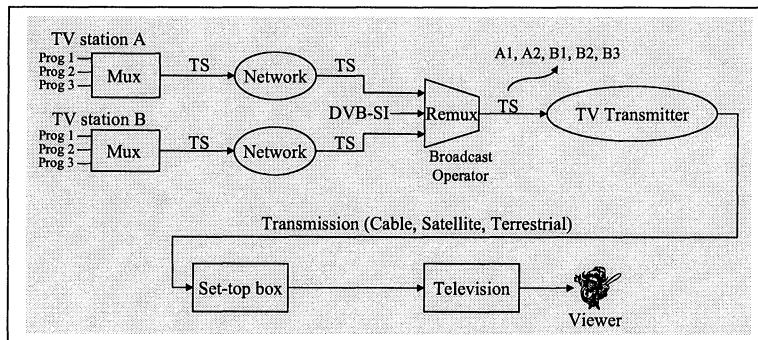 TV station A
Prog 1
Prog 2
Prog 3
Mux
TS
Network
TS
A1, A2, B1, B2, B3
DVB-SI
Remux
TS
TV Transmitter
Broadcast
Operator
TV station B
Prog 1
Prog 2
Prog 3
Mux
TS
Network
TS
Transmission (Cable, Satellite, Terrestrial)
Set-top box
Television
Viewer